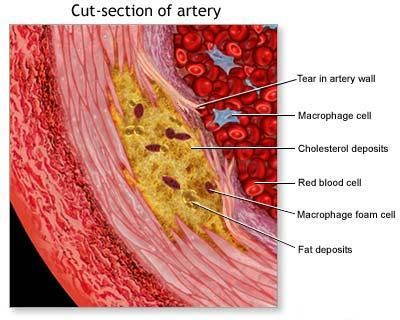 Cut-section of artery
Tear in artery wall
Macrophage cell
Cholesterol deposits
Red blood cell
Macrophage foam cell
Fat deposits